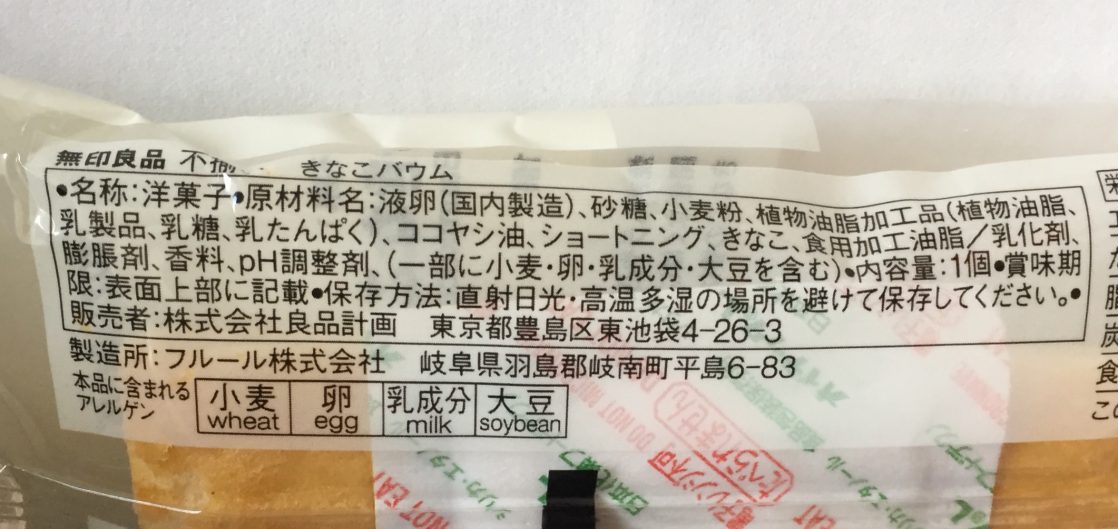 無印良品 不揃 きなこバウム
•名称:洋菓子•原材料名:液卵(国内製造)、砂糖、小麦粉、植物油脂加工品(植物油脂、
乳製品、乳糖、乳たんぱく)、ココヤシ油、ショートニング、きなこ、食用加工油脂/乳化剤、
膨脹剤、香料、pH調整剤、(一部に小麦・卵・乳成分・大豆を含む)•内容量:1個•賞味期
限:表面上部に記載•保存方法:直射日光・高温多湿の場所を避けて保存してください。•
販売者:株式会社良品計画 東京都豊島区東池袋4-26-3
製造所:フルール株式会社 岐阜県羽島郡岐南町平島6-83
本品に含まれる
アレルゲン
小麦 卵 乳成分 大豆
wheat egg milk soybean